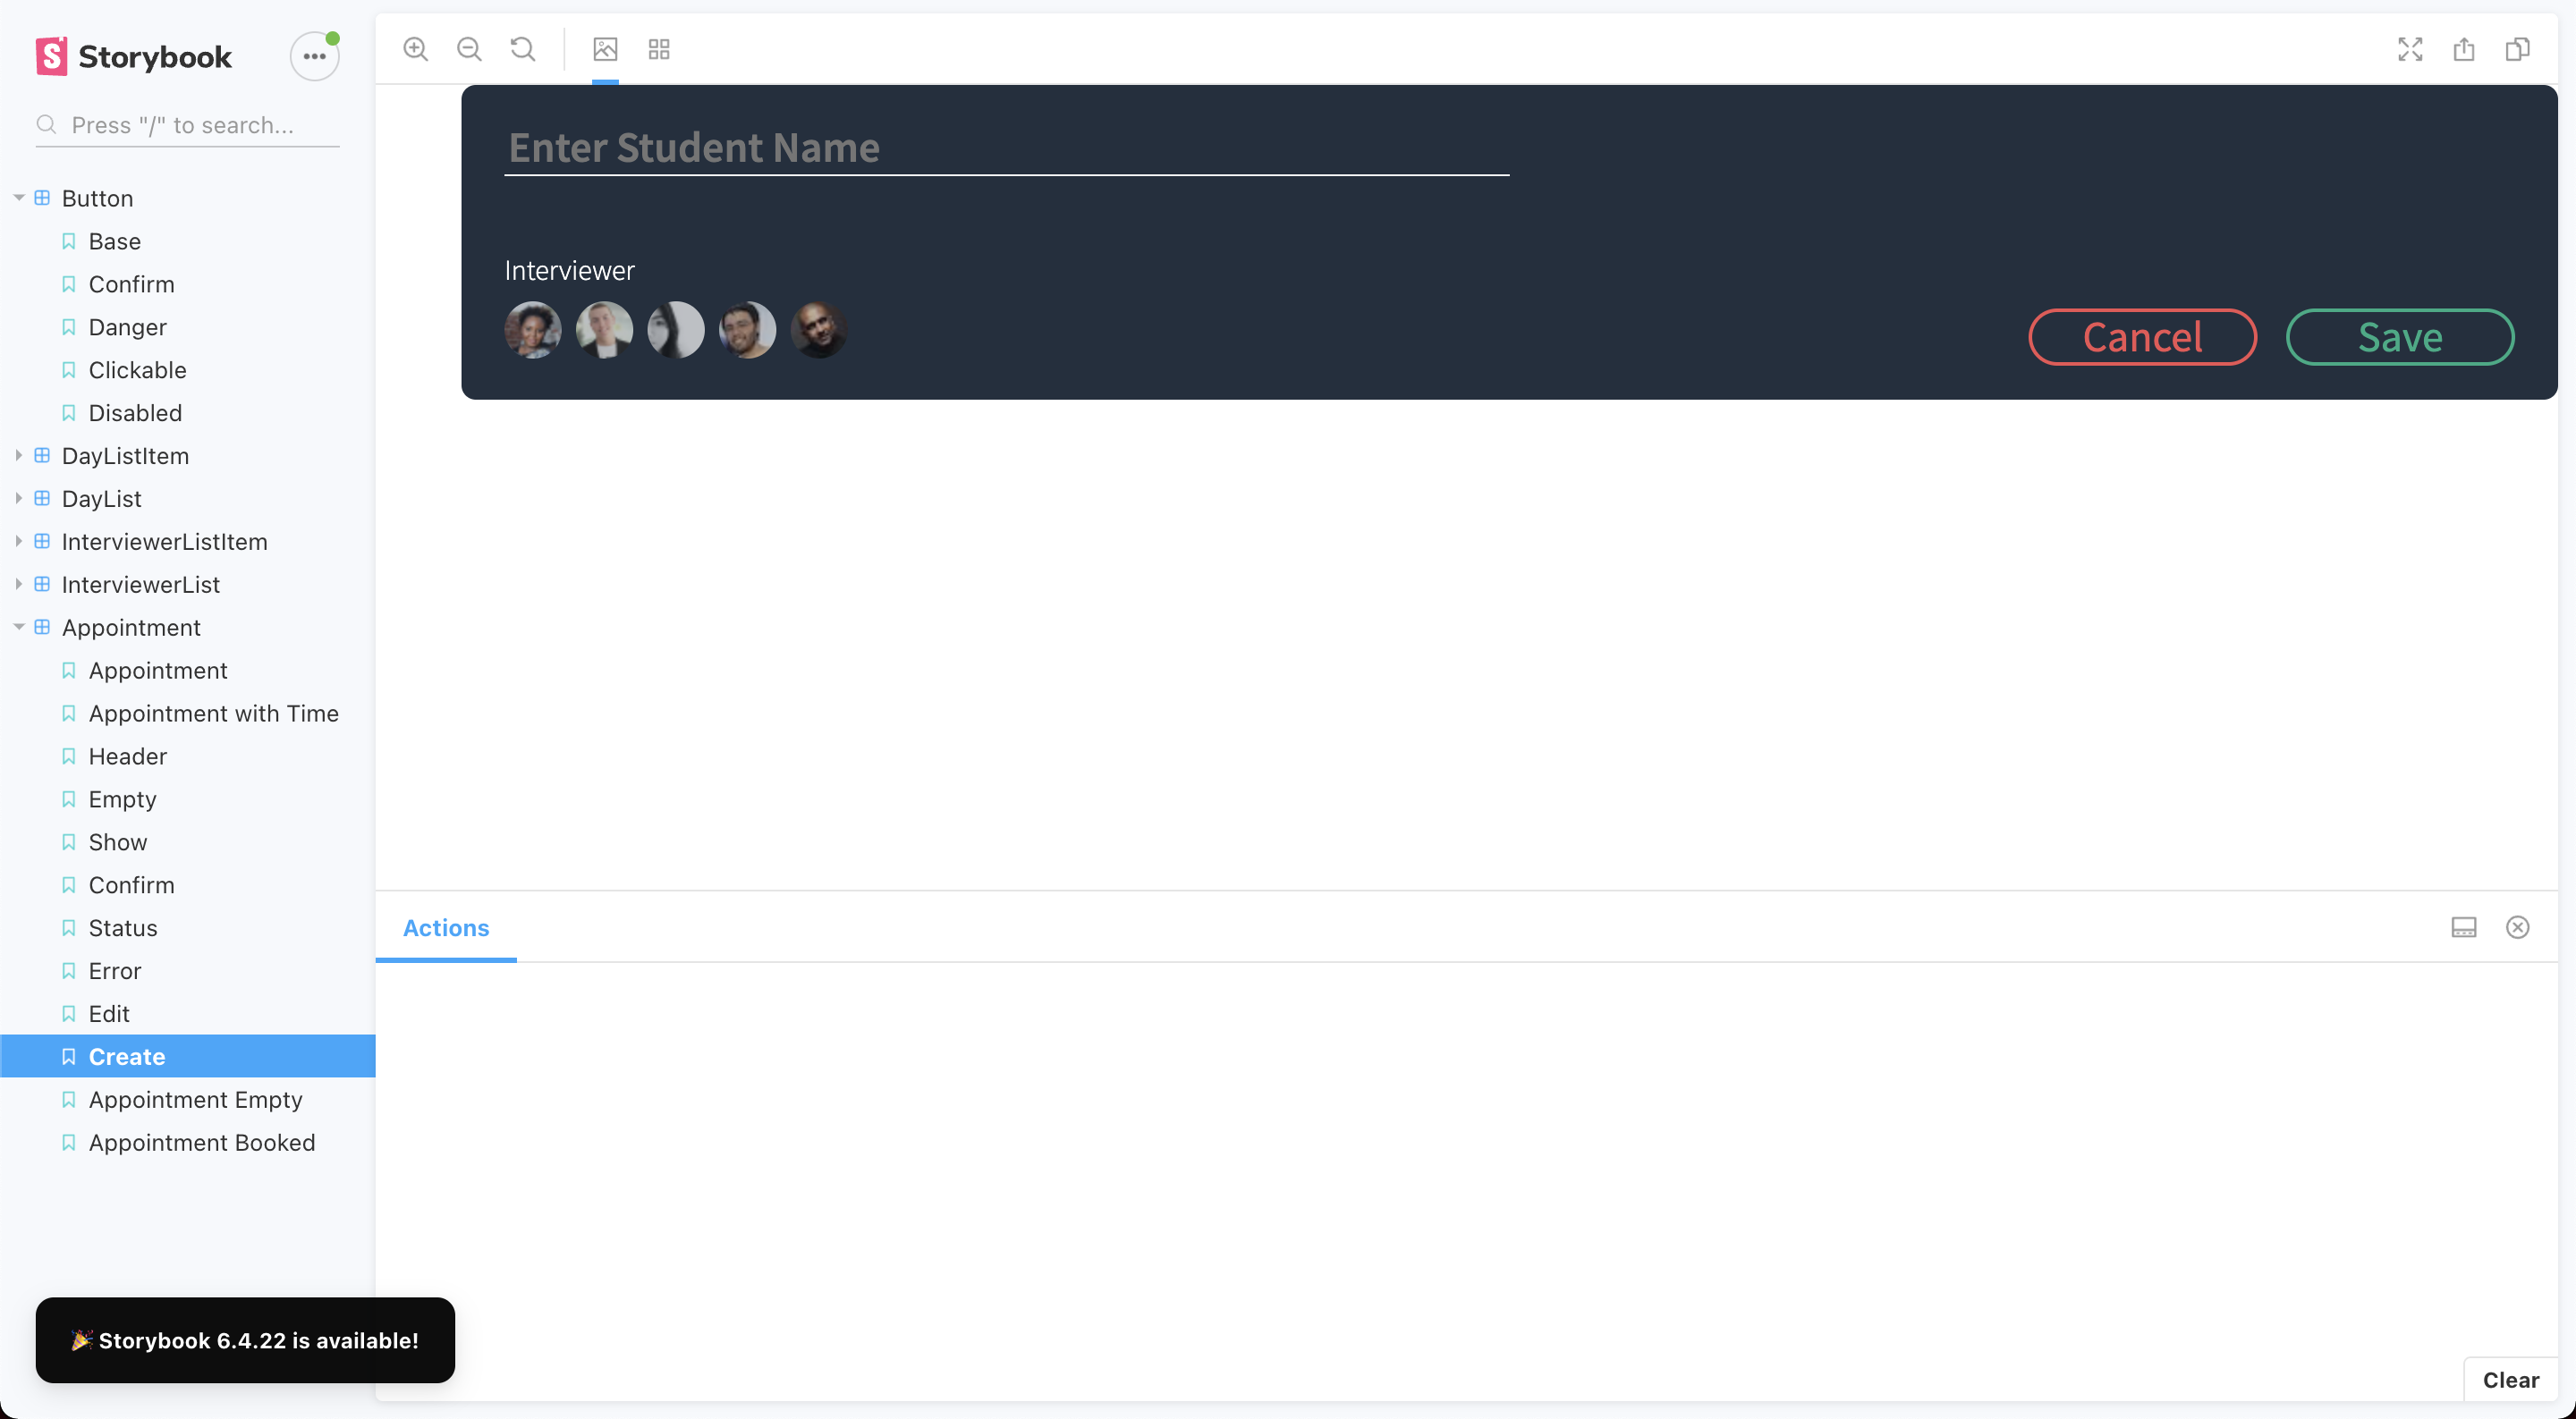 Storybook
Press "/" to search...
Button
Base
Confirm
Danger
Clickable
Disabled
DayListItem
DayList
InterviewerListItem
InterviewerList
Appointment
Appointment
Appointment with Time
Header
Empty
Show
Confirm
Status
Error
Edit
Create
Appointment Empty
Appointment Booked
🎉 Storybook 6.4.22 is available!
Enter Student Name
Interviewer
Cancel
Save
Actions
Clear